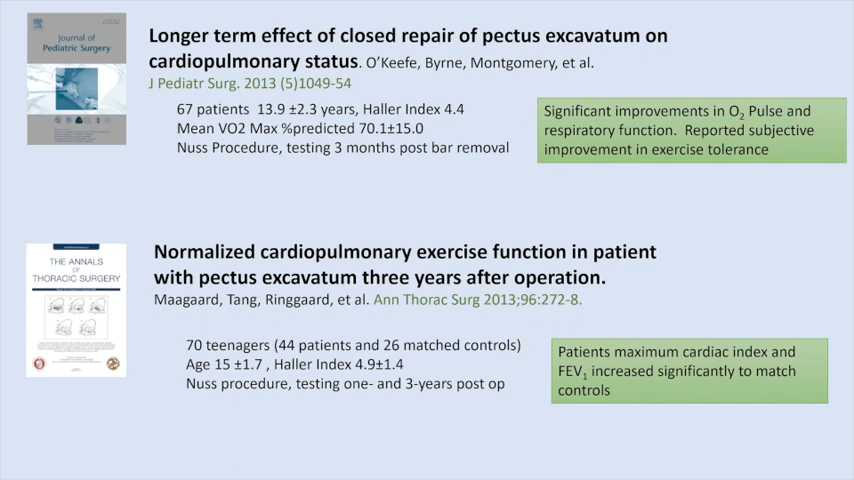 Journal of
Pediatric Surgery
Longer term effect of closed repair of pectus excavatum on
cardiopulmonary status. O'Keefe, Byrne, Montgomery, et al.
J Pediatr Surg. 2013 (5)1049-54
67 patients 13.9 ±2.3 years, Haller Index 4.4
Mean VO2 Max %predicted 70.1±15.0
Nuss Procedure, testing 3 months post bar removal
Significant improvements in O2 Pulse and
respiratory function. Reported subjective
improvement in exercise tolerance
THE ANNALS
OF
THORACIC SURGERY
Normalized cardiopulmonary exercise function in patient
with pectus excavatum three years after operation.
Maagaard, Tang, Ringgaard, et al. Ann Thorac Surg 2013;96:272-8.
70 teenagers (44 patients and 26 matched controls)
Age 15 ±1.7 , Haller Index 4.9±1.4
Nuss procedure, testing one- and 3-years post op
Patients maximum cardiac index and
FEV1 increased significantly to match
controls